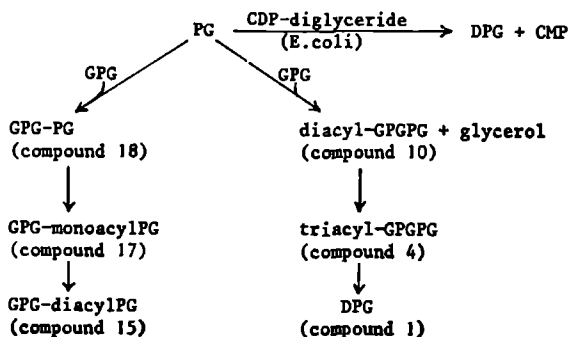 PG
CDP-diglyceride
(E.coli)
DPG + CMP
GPG
GPG
GPG-PG
(compound 18)
diacyl-GPGPG + glycerol
(compound 10)
GPG-monoacylPG
(compound 17)
triacyl-GPGPG
(compound 4)
GPG-diacylPG
(compound 15)
DPG
(compound 1)